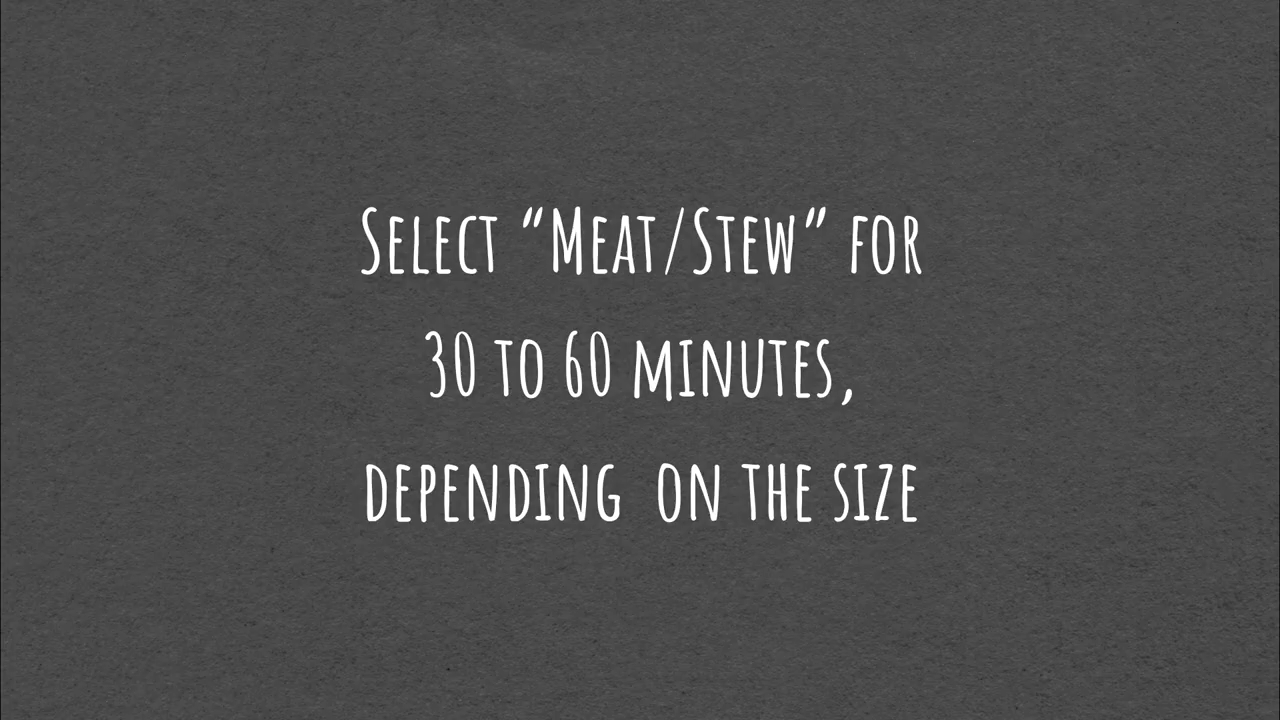 Select “Meat/Stew” for
30 to 60 minutes,
depending on the size